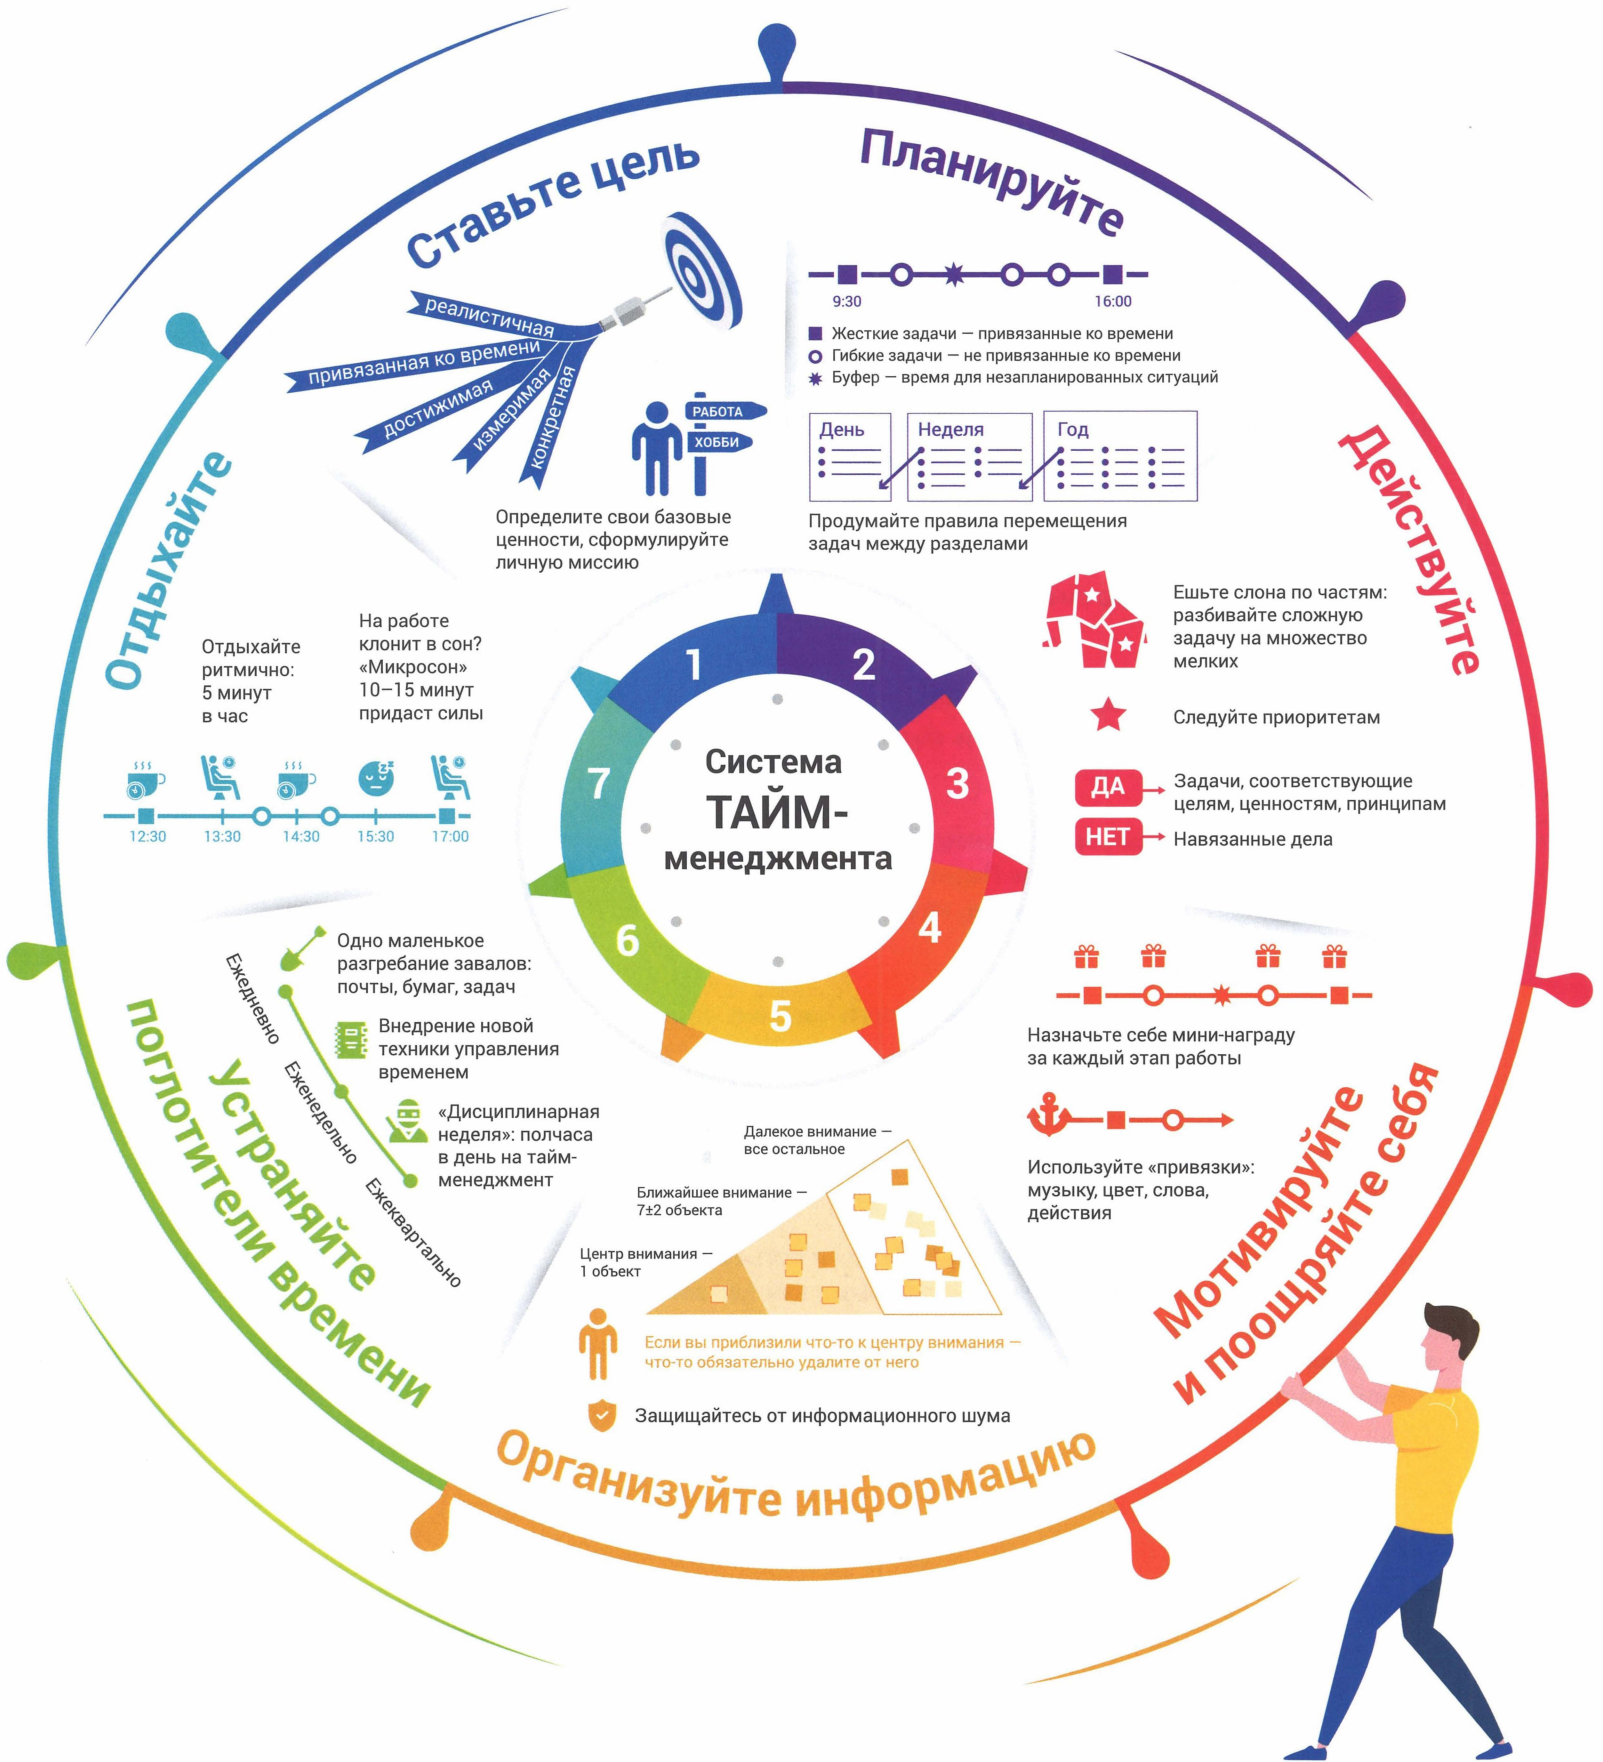 Система
ТАЙМ-
менеджмента
1
2
3
4
5
6
7
Ставьте цель
реалистичная
привязанная ко времени
достижимая
измеримая
конкретная
РАБОТА
ХОББИ
Определите свои базовые
ценности, сформулируйте
личную миссию
Планируйте
9:30
16:00
Жесткие задачи — привязанные ко времени
Гибкие задачи — не привязанные ко времени
Буфер — время для незапланированных ситуаций
День
Неделя
Год
Продумайте правила перемещения
задач между разделами
Действуйте
Ешьте слона по частям:
разбивайте сложную
задачу на множество
мелких
Следуйте приоритетам
ДА
Задачи, соответствующие
целям, ценностям, принципам
НЕТ
Навязанные дела
Мотивируйте
и поощряйте себя
Назначьте себе мини-награду
за каждый этап работы
Используйте «привязки»:
музыку, цвет, слова,
действия
Организуйте информацию
Далекое внимание —
все остальное
Ближайшее внимание —
7±2 объекта
Центр внимания —
1 объект
Если вы приблизили что-то к центру внимания —
что-то обязательно удалите от него
Защищайтесь от информационного шума
Устраняйте
поглотители времени
Ежедневно
Одно маленькое
разгребание завалов:
почты, бумаг, задач
Еженедельно
Внедрение новой
техники управления
временем
Ежеквартально
«Дисциплинарная
неделя»: полчаса
в день на тайм-
менеджмент
Отдыхайте
Отдыхайте
ритмично:
5 минут
в час
На работе
клонит в сон?
«Микросон»
10–15 минут
придаст силы
zz
12:30
13:30
14:30
15:30
17:00